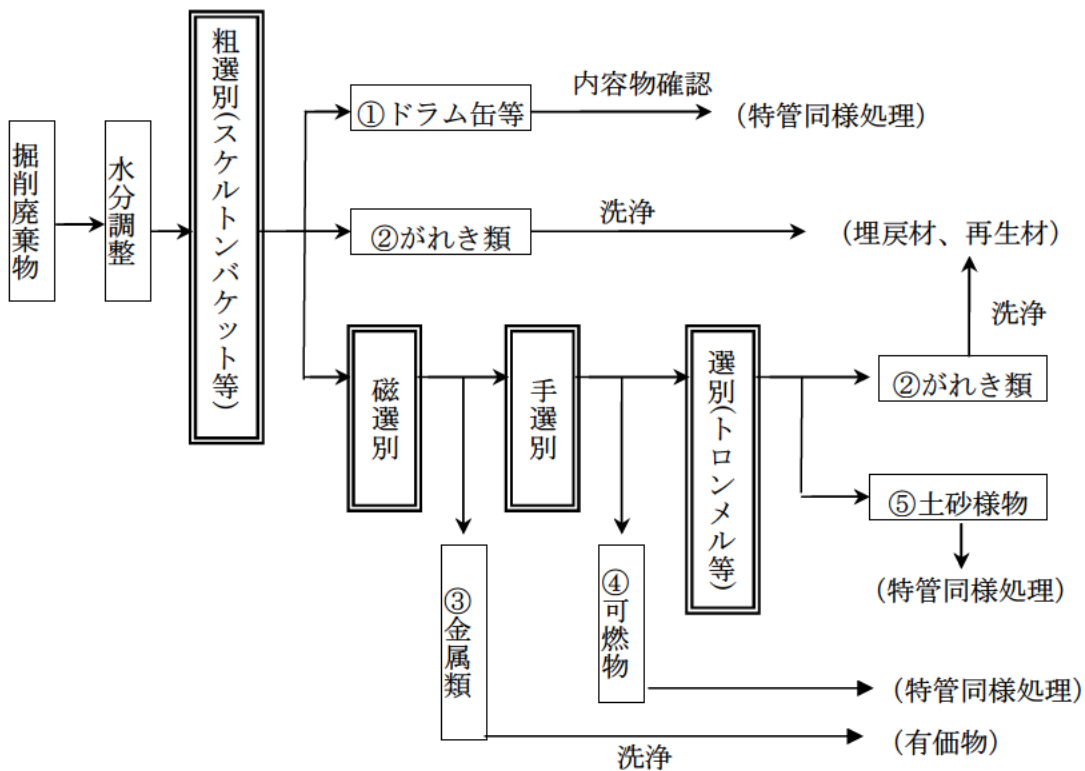 掘削廃棄物
水分調整
粗選別(スケルトンバケット等)
①ドラム缶等
内容物確認
(特管同様処理)
②がれき類
洗浄
(埋戻材、再生材)
磁選別
手選別
選別(トロンメル等)
②がれき類
洗浄
⑤土砂様物
(特管同様処理)
③金属類
④可燃物
(特管同様処理)
洗浄
(有価物)